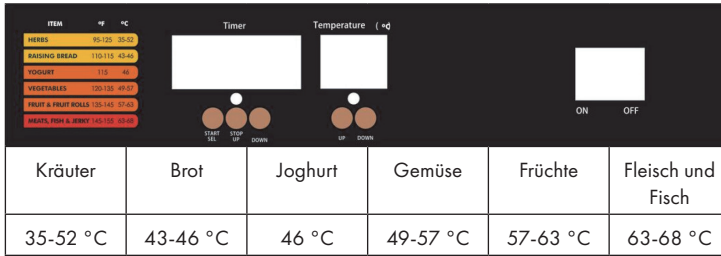 ITEM °F °C
HERBS 95-125 35-52
RAISING BREAD 110-115 43-46
YOGURT 115 46
VEGETABLES 120-135 49-57
FRUIT & FRUIT ROLLS 135-145 57-63
MEATS, FISH & JERKY 145-155 63-68
Timer
START SEL
STOP UP
DOWN
Temperature (°C)
UP DOWN
ON OFF
Kräuter Brot Joghurt Gemüse Früchte Fleisch und
Fisch
35-52 °C 43-46 °C 46 °C 49-57 °C 57-63 °C 63-68 °C